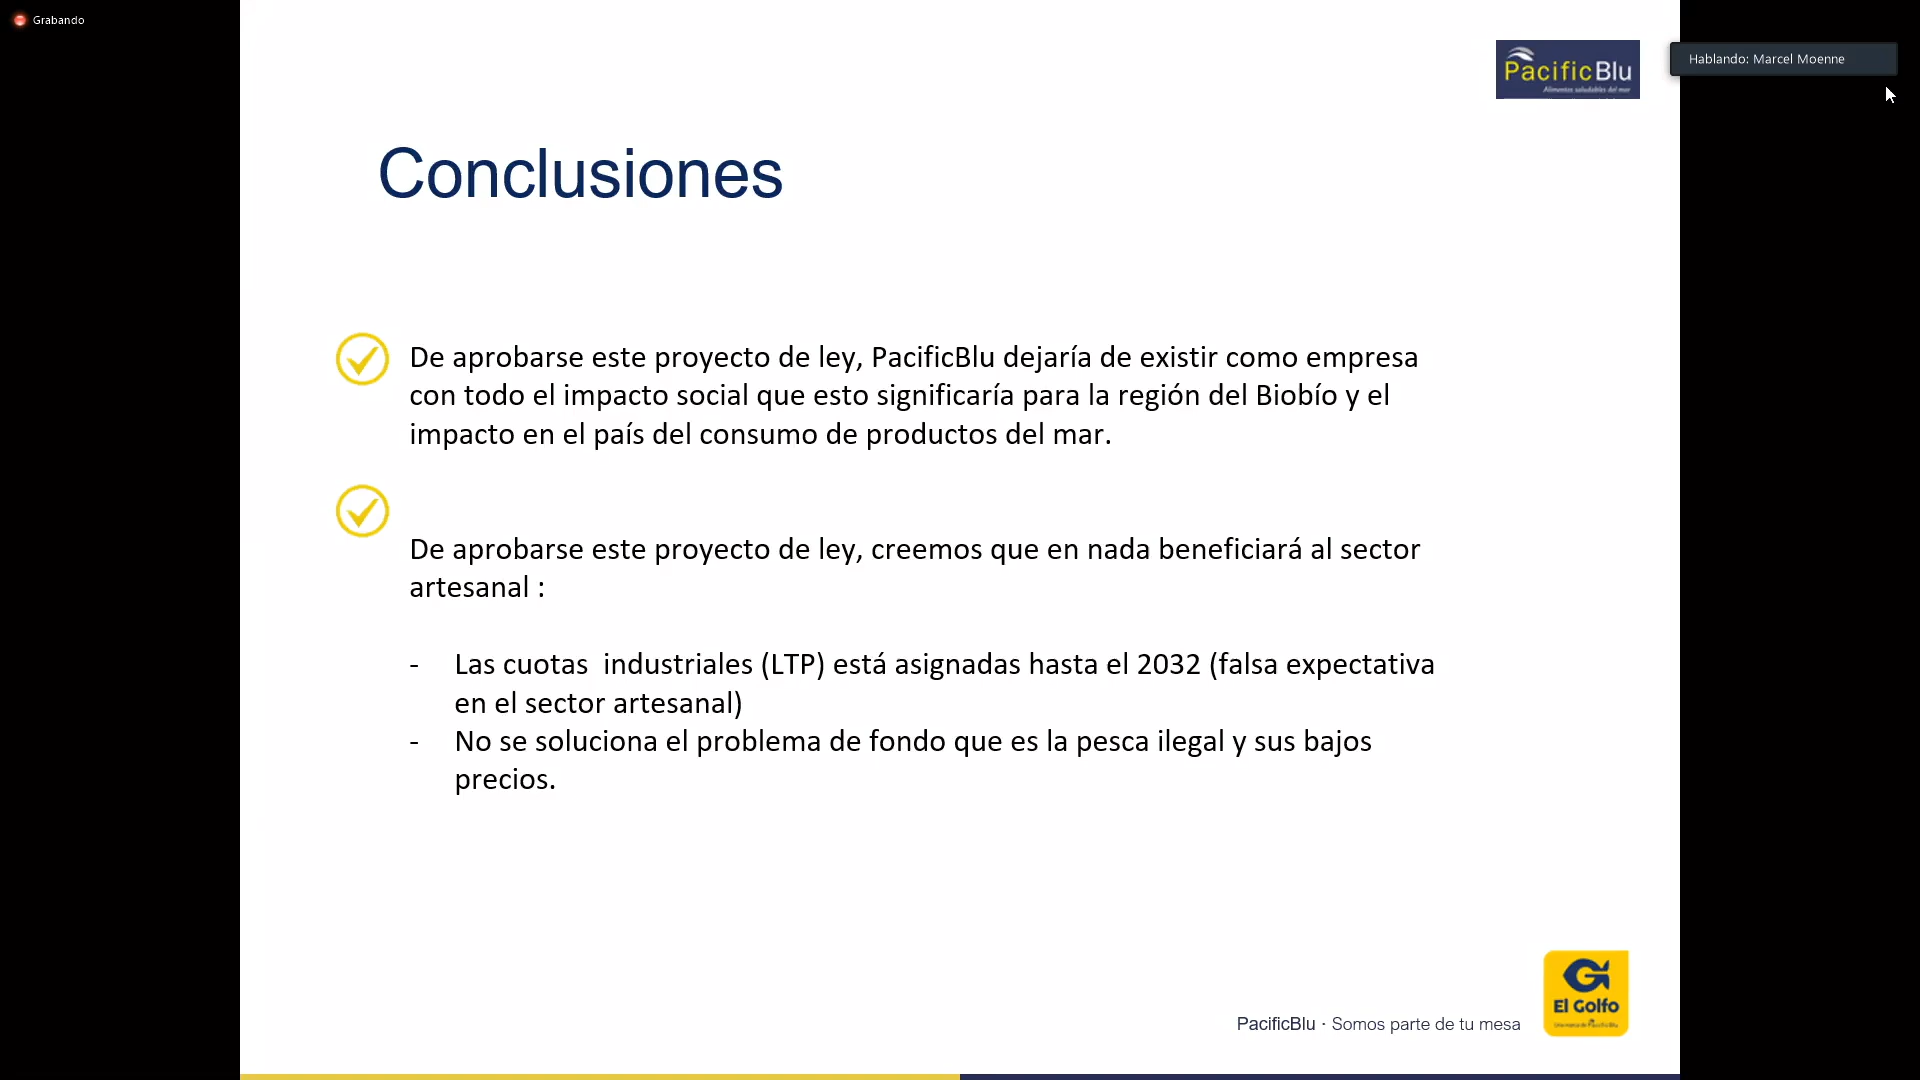 Grabando
PacificBlu
Alimentos saludables del mar
Hablando: Marcel Moenne
Conclusiones
De aprobarse este proyecto de ley, PacificBlu dejaría de existir como empresa
con todo el impacto social que esto significaría para la región del Biobío y el
impacto en el país del consumo de productos del mar.
De aprobarse este proyecto de ley, creemos que en nada beneficiará al sector
artesanal :
- Las cuotas  industriales (LTP) está asignadas hasta el 2032 (falsa expectativa
en el sector artesanal)
- No se soluciona el problema de fondo que es la pesca ilegal y sus bajos
precios.
El Golfo
Una marca de PacificBlu
PacificBlu · Somos parte de tu mesa